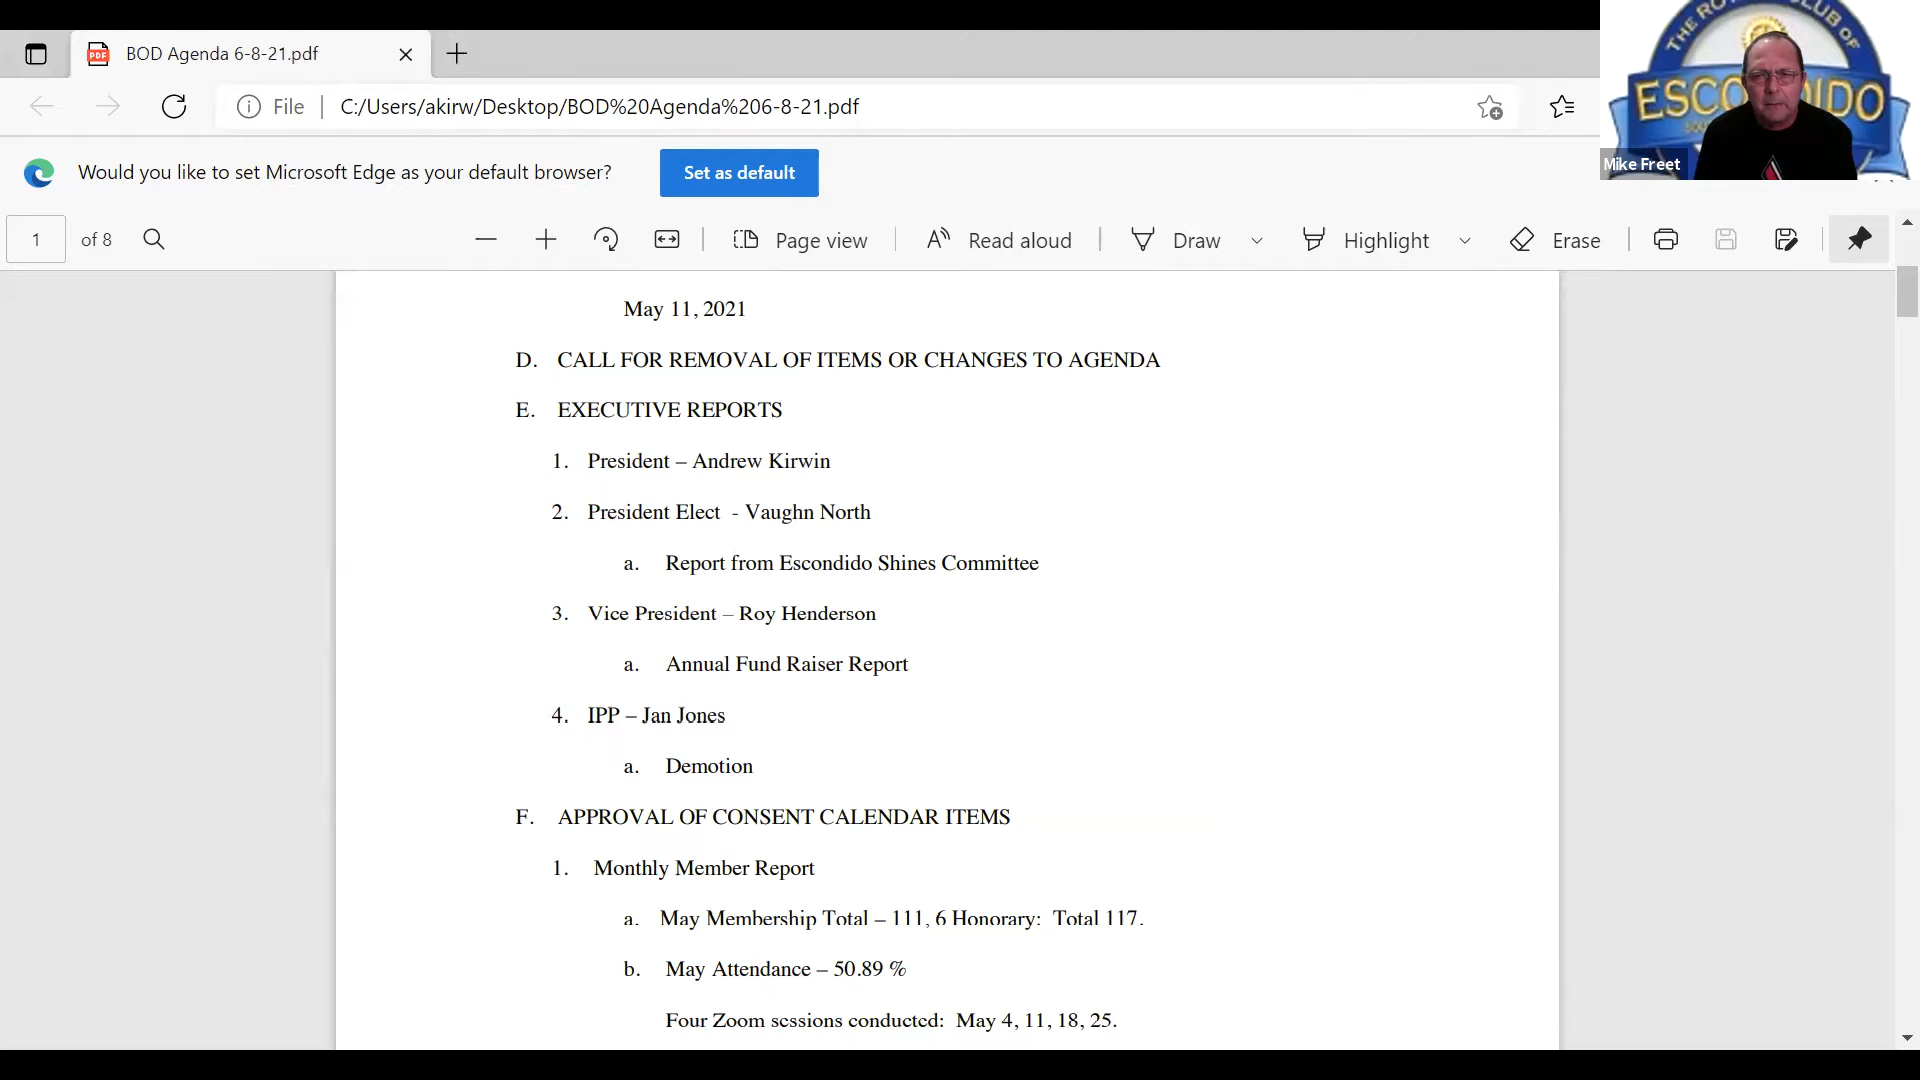 BOD Agenda 6-8-21.pdf
File
C:/Users/akirw/Desktop/BOD%20Agenda%206-8-21.pdf
THE RO
CLUB OF
ESCO DIDO
Mike Freet
Would you like to set Microsoft Edge as your default browser?
Set as default
1 of 8
Page view
Read aloud
Draw
Highlight
Erase
May 11, 2021
D. CALL FOR REMOVAL OF ITEMS OR CHANGES TO AGENDA
E. EXECUTIVE REPORTS
1. President – Andrew Kirwin
2. President Elect - Vaughn North
a. Report from Escondido Shines Committee
3. Vice President – Roy Henderson
a. Annual Fund Raiser Report
4. IPP – Jan Jones
a. Demotion
F. APPROVAL OF CONSENT CALENDAR ITEMS
1. Monthly Member Report
a. May Membership Total – 111, 6 Honorary: Total 117.
b. May Attendance – 50.89 %
Four Zoom sessions conducted: May 4, 11, 18, 25.